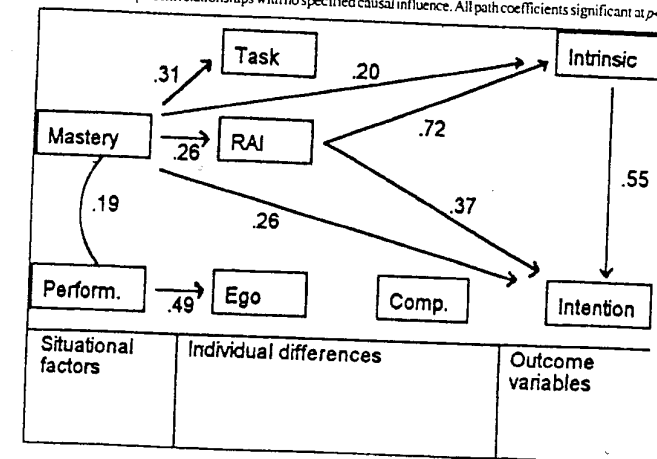 relationships with no specified causal influence. All path coefficients significant at p<
Task
Intrinsic
.31
.20
Mastery
RAI
.26
.72
.55
.19
.26
.37
Perform.
.49
Ego
Comp.
Intention
Situational
factors
Individual differences
Outcome
variables